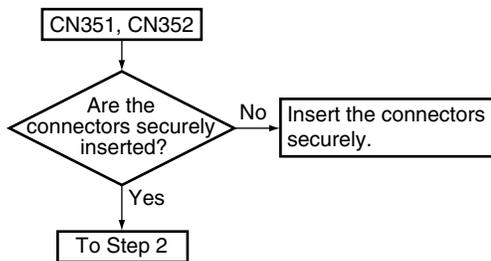 CN351, CN352
Are the
connectors securely
inserted?
No
Insert the connectors
securely.
Yes
To Step 2